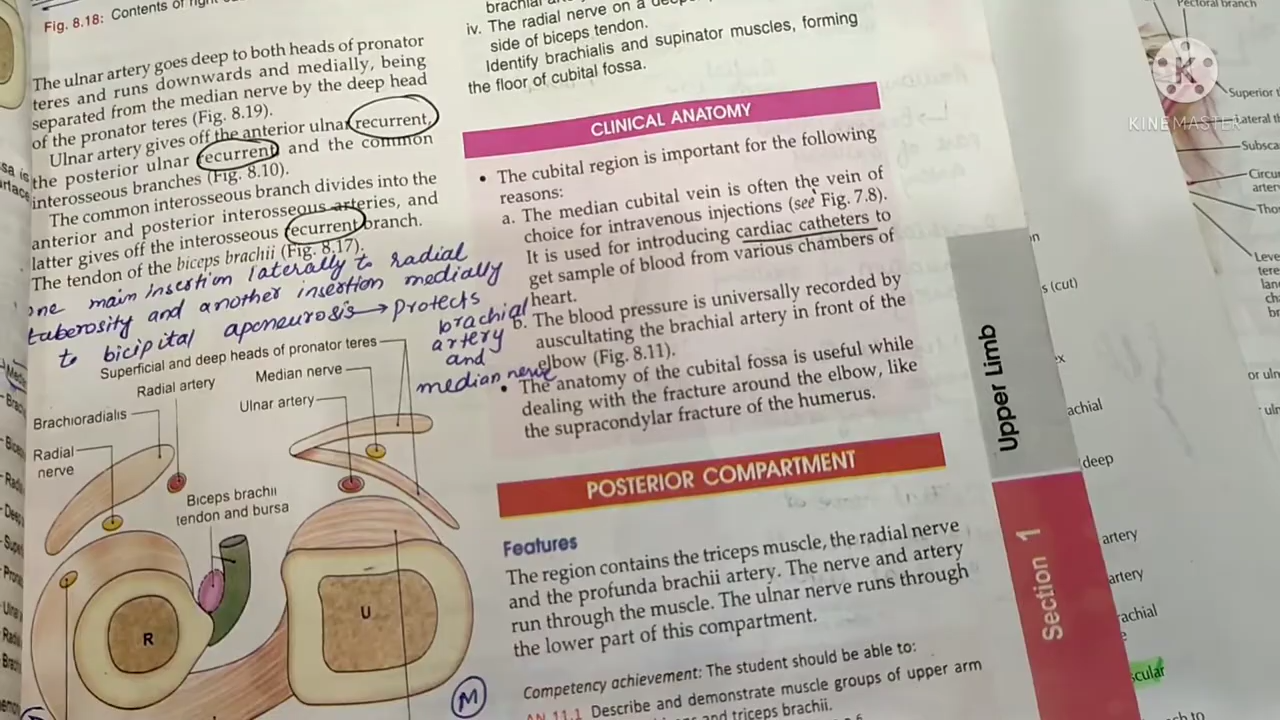 Fig. 8.18: Contents of
The ulnar artery goes deep to both heads of pronator
teres and runs downwards and medially, being
separated from the median nerve by the deep head
of the pronator teres (Fig. 8.19).
Ulnar artery gives off the anterior ulnar recurrent,
the posterior ulnar recurrent and the common
interosseous branches (Fig. 8.10).
The common interosseous branch divides into the
anterior and posterior interosseous arteries, and
latter gives off the interosseous recurrent branch.
The tendon of the biceps brachii (Fig. 8.17).
one main insertion laterally to radial
tuberosity and another insertion medially
to bicipital aponeurosis → protects
brachial
artery
and
median nerve
Superficial and deep heads of pronator teres
Radial artery
Median nerve
Ulnar artery
Brachioradialis
Radial
nerve
Biceps brachii
tendon and bursa
R
U
M
iv. The radial nerve on a
side of biceps tendon.
Identify brachialis and supinator muscles, forming
the floor of cubital fossa.
CLINICAL ANATOMY
• The cubital region is important for the following
reasons:
a. The median cubital vein is often the vein of
choice for intravenous injections (see Fig. 7.8).
It is used for introducing cardiac catheters to
get sample of blood from various chambers of
heart.
b. The blood pressure is universally recorded by
auscultating the brachial artery in front of the
elbow (Fig. 8.11).
• The anatomy of the cubital fossa is useful while
dealing with the fracture around the elbow, like
the supracondylar fracture of the humerus.
POSTERIOR COMPARTMENT
Features
The region contains the triceps muscle, the radial nerve
and the profunda brachii artery. The nerve and artery
run through the muscle. The ulnar nerve runs through
the lower part of this compartment.
Competency achievement: The student should be able to:
AN 11.1 Describe and demonstrate muscle groups of upper arm
and triceps brachii.
Upper Limb
Section 1
s (cut)
achial
deep
artery
artery
rachial
scular
Pectoral branch
Superior
Lateral
Subsca
Circu
arter
Thor
Leve
or uln
K
KINEMASTER